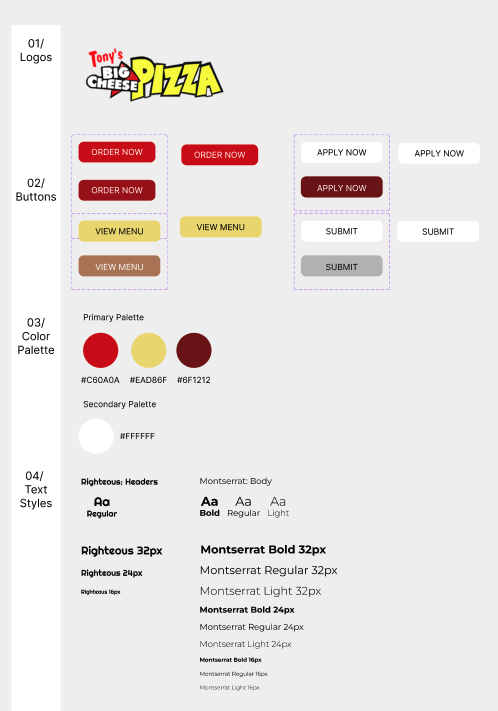 01/
Logos
Tony's
BIG
CHEESE
PIZZA
02/
Buttons
ORDER NOW
ORDER NOW
ORDER NOW
VIEW MENU
VIEW MENU
VIEW MENU
APPLY NOW
APPLY NOW
APPLY NOW
SUBMIT
SUBMIT
SUBMIT
03/
Color
Palette
Primary Palette
#C60A0A
#EAD86F
#6F1212
Secondary Palette
#FFFFFF
04/
Text
Styles
Righteous: Headers
Aa
Regular
Montserrat: Body
Aa Aa Aa
Bold Regular Light
Righteous 32px
Righteous 24px
Righteous 16px
Montserrat Bold 32px
Montserrat Regular 32px
Montserrat Light 32px
Montserrat Bold 24px
Montserrat Regular 24px
Montserrat Light 24px
Montserrat Bold 16px
Montserrat Regular 16px
Montserrat Light 16px